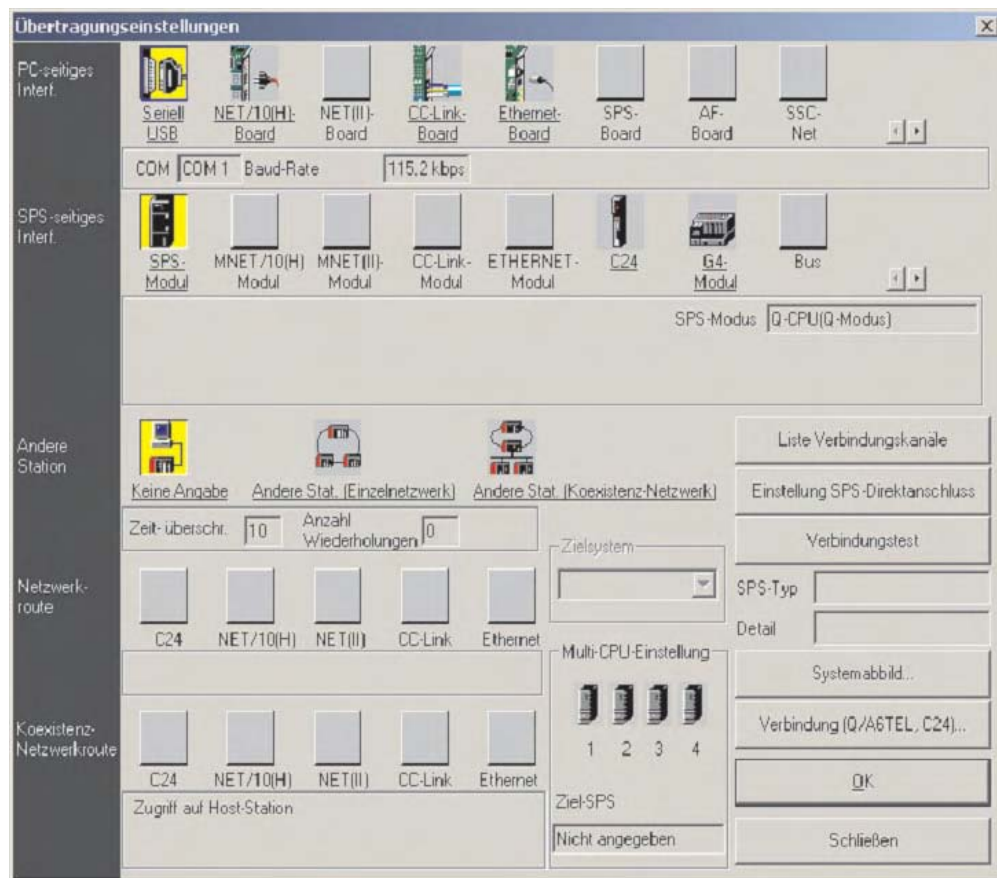 Übertragungseinstellungen
PC-seitiges
Interf.
Seriell
USB
NET/10(H)-
Board
NET(II)-
Board
CC-Link-
Board
Ethernet-
Board
SPS-
Board
AF-
Board
SSC-
Net
COM COM 1 Baud-Rate 115.2 kbps
SPS-seitiges
Interf.
SPS-
Modul
MNET/10(H)
Modul
MNET(II)-
Modul
CC-Link-
Modul
ETHERNET-
Modul
C24
G4-
Modul
Bus
SPS-Modus Q-CPU(Q-Modus)
Andere
Station
Keine Angabe
Andere Stat. (Einzelnetzwerk)
Andere Stat. (Koexistenz-Netzwerk)
Liste Verbindungskanäle
Einstellung SPS-Direktanschluss
Zeit- überschr. 10
Anzahl
Wiederholungen 0
Verbindungstest
Zielsystem
Netzwerk-
route
C24 NET/10(H) NET(II) CC-Link Ethernet
SPS-Typ
Detail
Multi-CPU-Einstellung
1 2 3 4
Systemabbild...
Verbindung (Q/A6TEL, C24)...
Koexistenz-
Netzwerkroute
C24 NET/10(H) NET(II) CC-Link Ethernet
Zugriff auf Host-Station
Ziel-SPS
Nicht angegeben
OK
Schließen